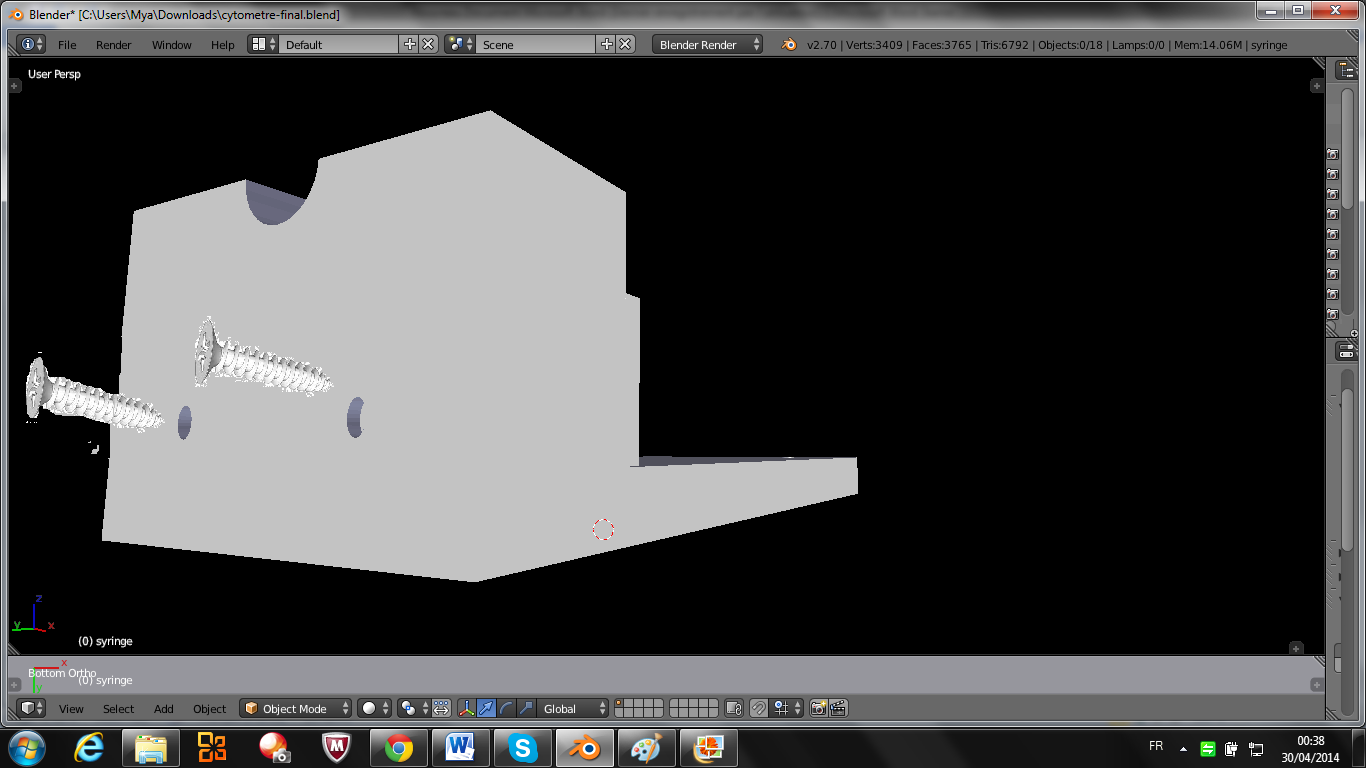 Blender* [C:\Users\Mya\Downloads\cytometre-final.blend]
File Render Window Help Default Scene Blender Render v2.70 | Verts:3409 | Faces:3765 | Tris:6792 | Objects:0/18 | Lamps:0/0 | Mem:14.06M | syringe
User Persp
z
y x
(0) syringe
x
Bottom Ortho
(0) syringe
y
View Select Add Object Object Mode Global
FR 00:38
30/04/2014